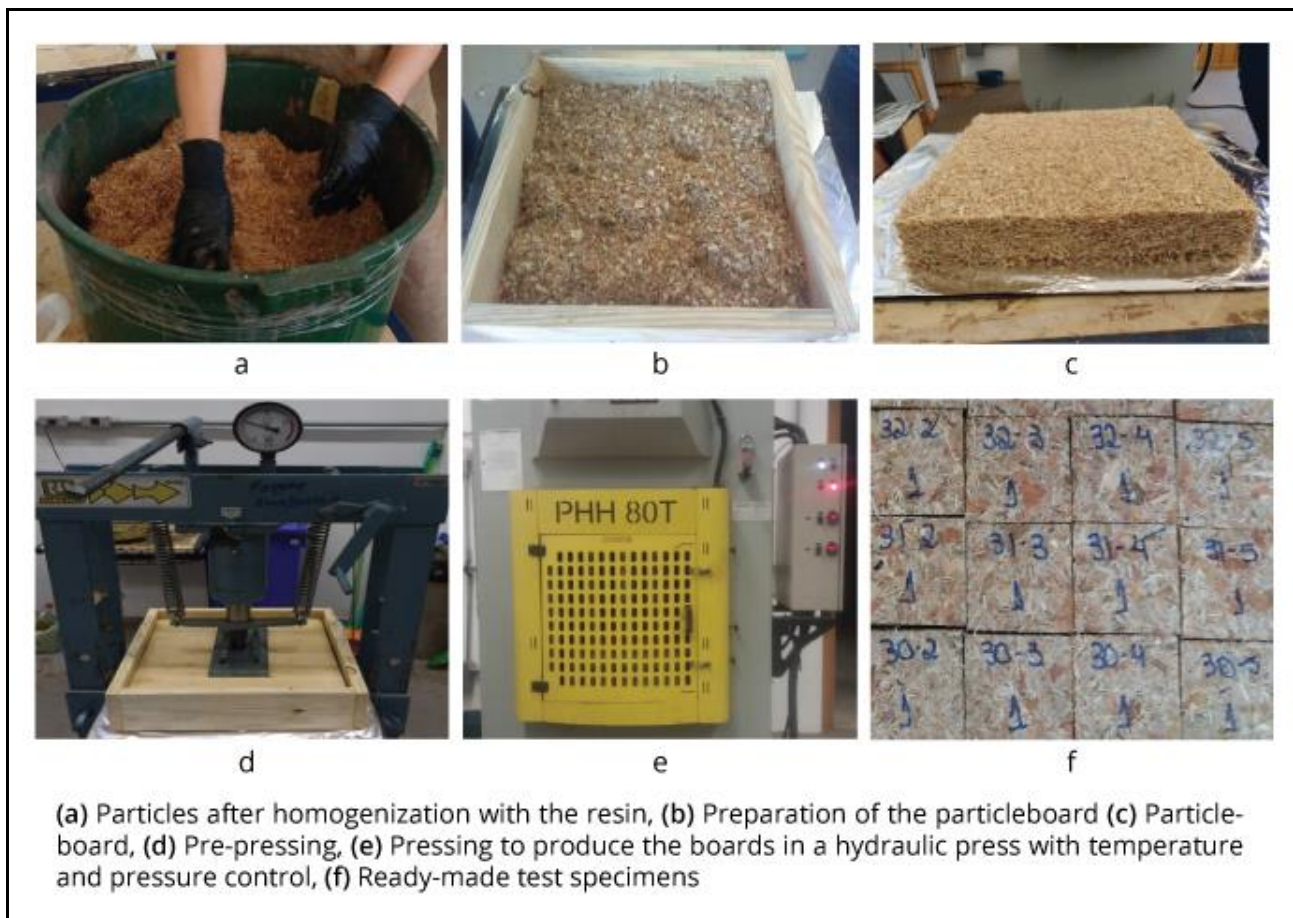 a
b
c
PHH 80T
32-2 32-3 32-4 32-5
1 1 1 1
31-2 31-3 31-4 31-5
1 1 1 1
30-2 30-3 30-4 30-5
1 1 1 1
d
e
f
(a) Particles after homogenization with the resin, (b) Preparation of the particleboard (c) Particle-
board, (d) Pre-pressing, (e) Pressing to produce the boards in a hydraulic press with temperature
and pressure control, (f) Ready-made test specimens